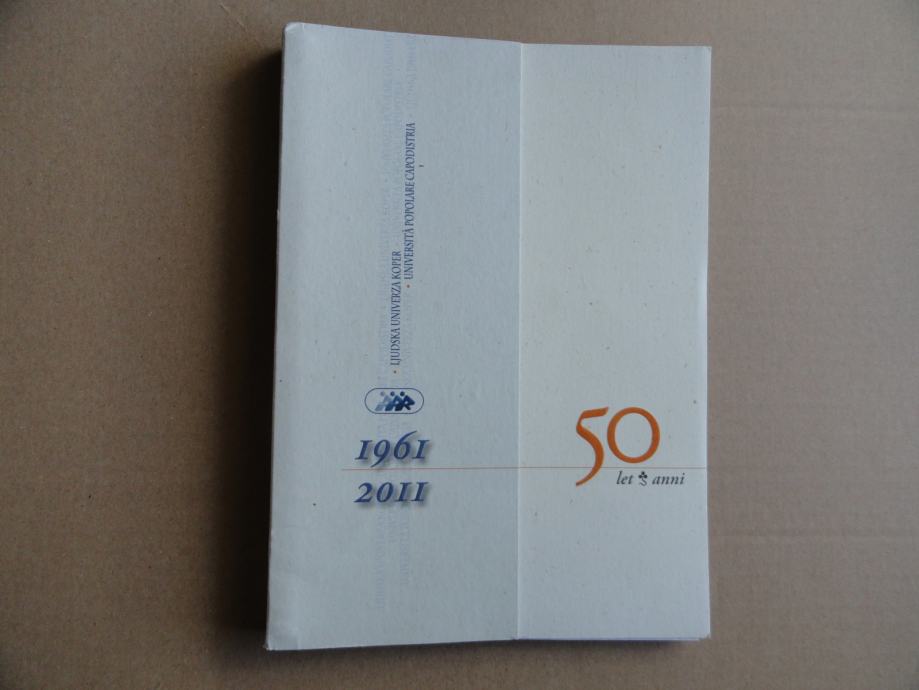 • LJUDSKA UNIVERZA KOPER
• UNIVERSITÀ POPOLARE CAPODISTRIA
1961
2011
50
let anni